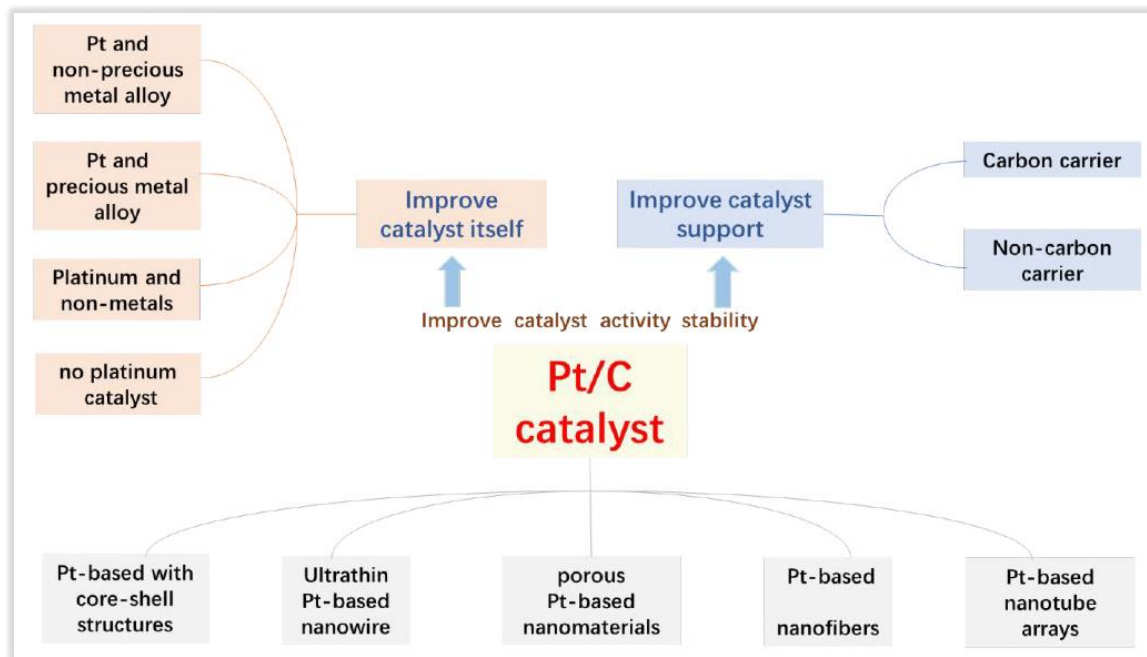 Pt and
non-precious
metal alloy
Pt and
precious metal
alloy
Platinum and
non-metals
no platinum
catalyst
Improve
catalyst itself
Improve catalyst
support
Carbon carrier
Non-carbon
carrier
Improve catalyst activity stability
Pt/C
catalyst
Pt-based with
core-shell
structures
Ultrathin
Pt-based
nanowire
porous
Pt-based
nanomaterials
Pt-based
nanofibers
Pt-based
nanotube
arrays